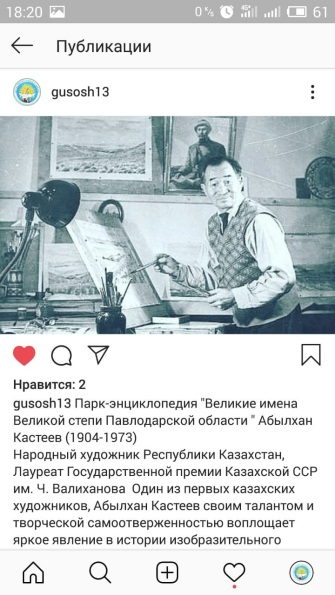 18:20
0%
4G
61
Публикации
gusosh13
Нравится: 2
gusosh13 Парк-энциклопедия "Великие имена
Великой степи Павлодарской области " Абылхан
Кастеев (1904-1973)
Народный художник Республики Казахстан,
Лауреат Государственной премии Казахской ССР
им. Ч. Валиханова Один из первых казахских
художников, Абылхан Кастеев своим талантом и
творческой самоотверженностью воплощает
яркое явление в истории изобразительного